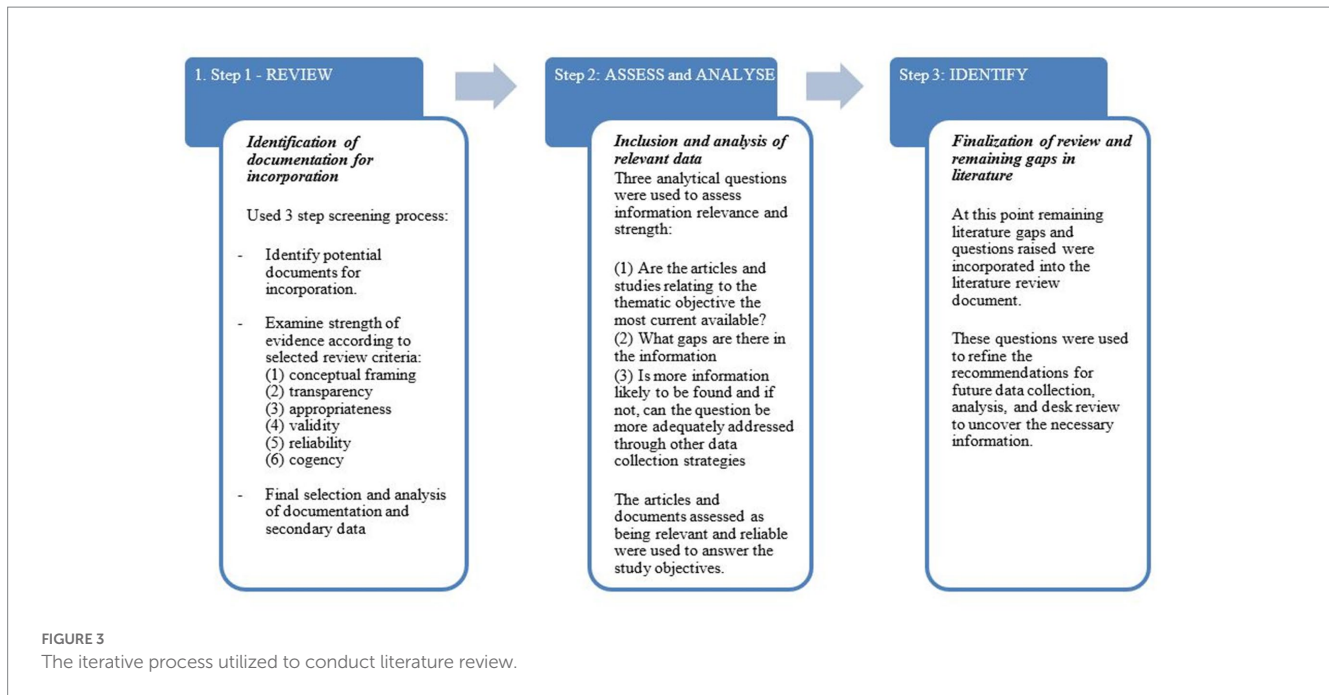 1. Step 1 - REVIEW
Identification of
documentation for
incorporation
Used 3 step screening process:
- Identify potential
documents for
incorporation.
- Examine strength of
evidence according to
selected review criteria:
(1) conceptual framing
(2) transparency
(3) appropriateness
(4) validity
(5) reliability
(6) cogency
- Final selection and analysis
of documentation and
secondary data
Step 2: ASSESS and ANALYSE
Inclusion and analysis of
relevant data
Three analytical questions
were used to assess
information relevance and
strength:
(1) Are the articles and
studies relating to the
thematic objective the
most current available?
(2) What gaps are there in
the information
(3) Is more information
likely to be found and if
not, can the question be
more adequately addressed
through other data
collection strategies
The articles and
documents assessed as
being relevant and reliable
were used to answer the
study objectives.
Step 3: IDENTIFY
Finalization of review and
remaining gaps in
literature
At this point remaining
literature gaps and
questions raised were
incorporated into the
literature review
document.
These questions were used
to refine the
recommendations for
future data collection,
analysis, and desk review
to uncover the necessary
information.
FIGURE 3
The iterative process utilized to conduct literature review.